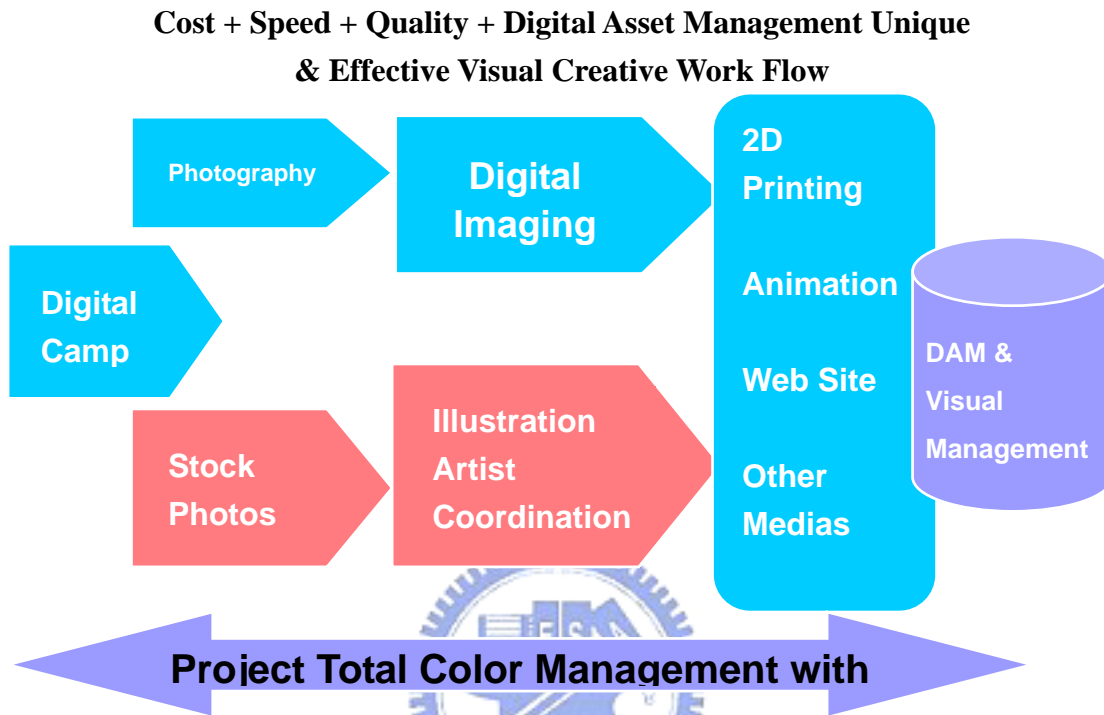 Cost + Speed + Quality + Digital Asset Management Unique
& Effective Visual Creative Work Flow
Digital
Camp
Photography
Digital
Imaging
Stock
Photos
Illustration
Artist
Coordination
2D
Printing
Animation
Web Site
Other
Medias
DAM &
Visual
Management
Project Total Color Management with